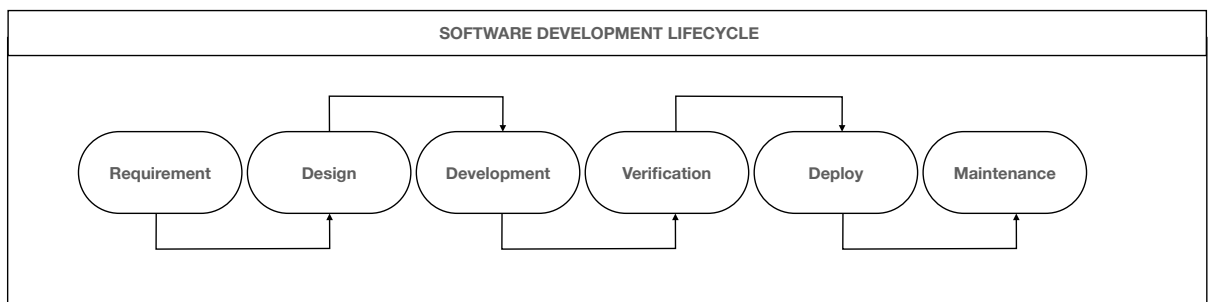 SOFTWARE DEVELOPMENT LIFECYCLE
Requirement
Design
Development
Verification
Deploy
Maintenance